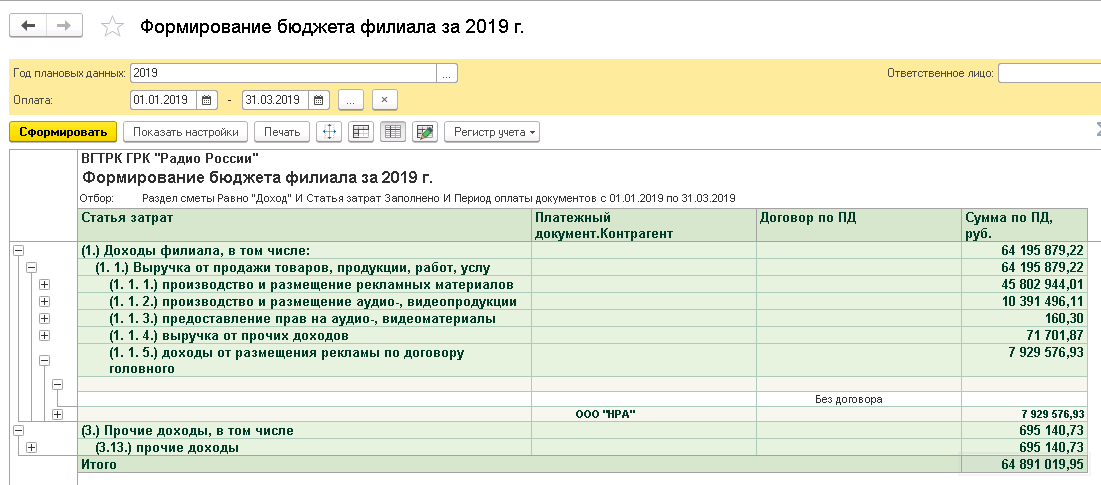 Формирование бюджета филиала за 2019 г.
Год плановых данных: 2019 ... Ответственное лицо:
Оплата: 01.01.2019 - 31.03.2019 ... ×
Сформировать Показать настройки Печать Регистр учета
ВГТРК ГРК "Радио России"
Формирование бюджета филиала за 2019 г.
Отбор: Раздел сметы Равно "Доход" И Статья затрат Заполнено И Период оплаты документов с 01.01.2019 по 31.03.2019
Статья затрат Платежный документ.Контрагент Договор по ПД Сумма по ПД, руб.
(1.) Доходы филиала, в том числе: 64 195 879,22
(1. 1.) Выручка от продажи товаров, продукции, работ, услу 64 195 879,22
(1. 1. 1.) производство и размещение рекламных материалов 45 802 944,01
(1. 1. 2.) производство и размещение аудио-, видеопродукции 10 391 496,11
(1. 1. 3.) предоставление прав на аудио-, видеоматериалы 160,30
(1. 1. 4.) выручка от прочих доходов 71 701,87
(1. 1. 5.) доходы от размещения рекламы по договору 7 929 576,93
головного
Без договора
ООО "НРА" 7 929 576,93
(3.) Прочие доходы, в том числе 695 140,73
(3.13.) прочие доходы 695 140,73
Итого 64 891 019,95